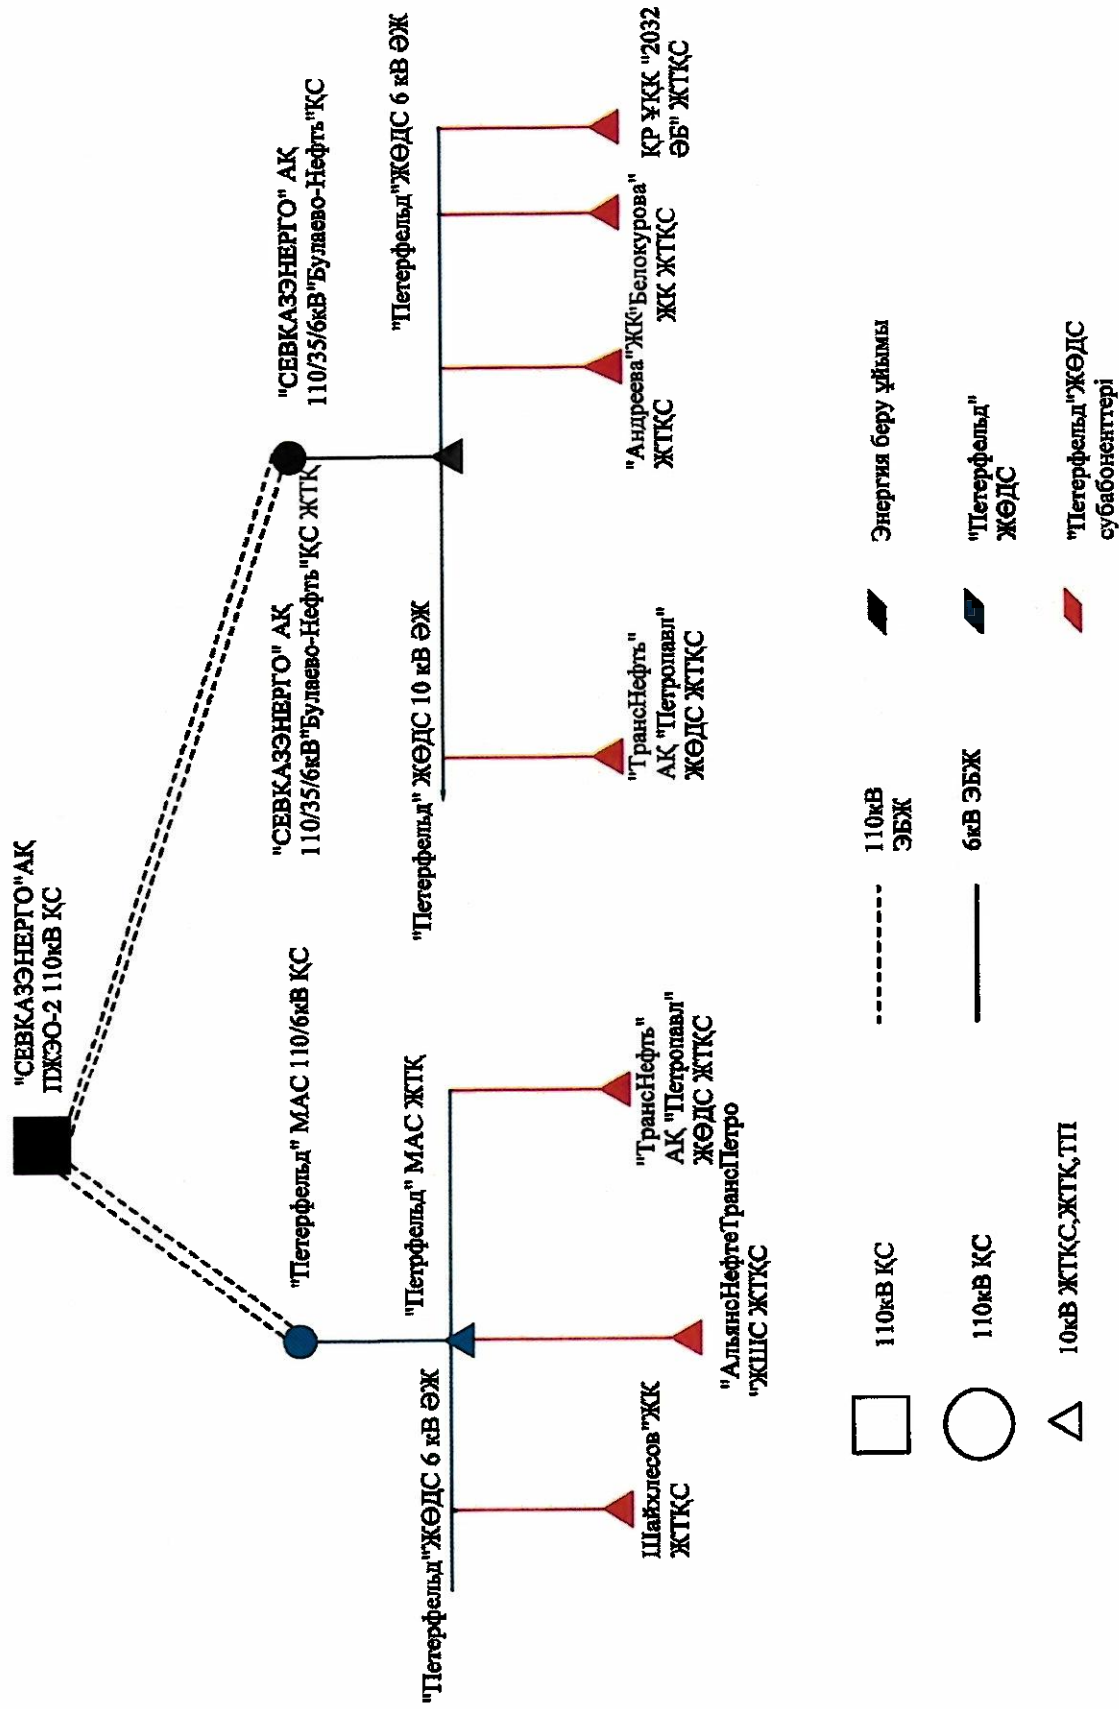 "СЕВКАЗЭНЕРГО"АҚ
ПЖЭО-2 110кВ ҚС
"Петерфельд" МАС 110/6кВ ҚС
"СЕВКАЗЭНЕРГО" АҚ
110/35/6кВ"Булаево-Нефть"ҚС ЖТҚ
"СЕВКАЗЭНЕРГО" АҚ
110/35/6кВ"Булаево-Нефть"ҚС
"Петерфельд"ЖӨДС 6 кВ ӘЖ
"Петрфельд" МАС ЖТҚ
"Петерфельд" ЖӨДС 10 кВ ӘЖ
"Петерфельд"ЖӨДС 6 кВ ӘЖ
Шайхлесов"ЖК
ЖТҚС
"АльянсНефтеТрансПетро
"ЖШС ЖТҚС
"ТрансНефть"
АҚ "Петропавл"
ЖӨДС ЖТҚС
"ТрансНефть"
АҚ "Петропавл"
ЖӨДС ЖТҚС
"Андреева"ЖК
ЖТҚС
"Белокурова"
ЖК ЖТҚС
ҚР ҰҚК "2032
ӘБ" ЖТҚС
110кВ ҚС
110кВ
ЭБЖ
Энергия беру ұйымы
110кВ ҚС
6кВ ЭБЖ
"Петерфельд"
ЖӨДС
10кВ ЖТҚС,ЖТҚ,ТП
"Петерфельд"ЖӨДС
субабоненттері